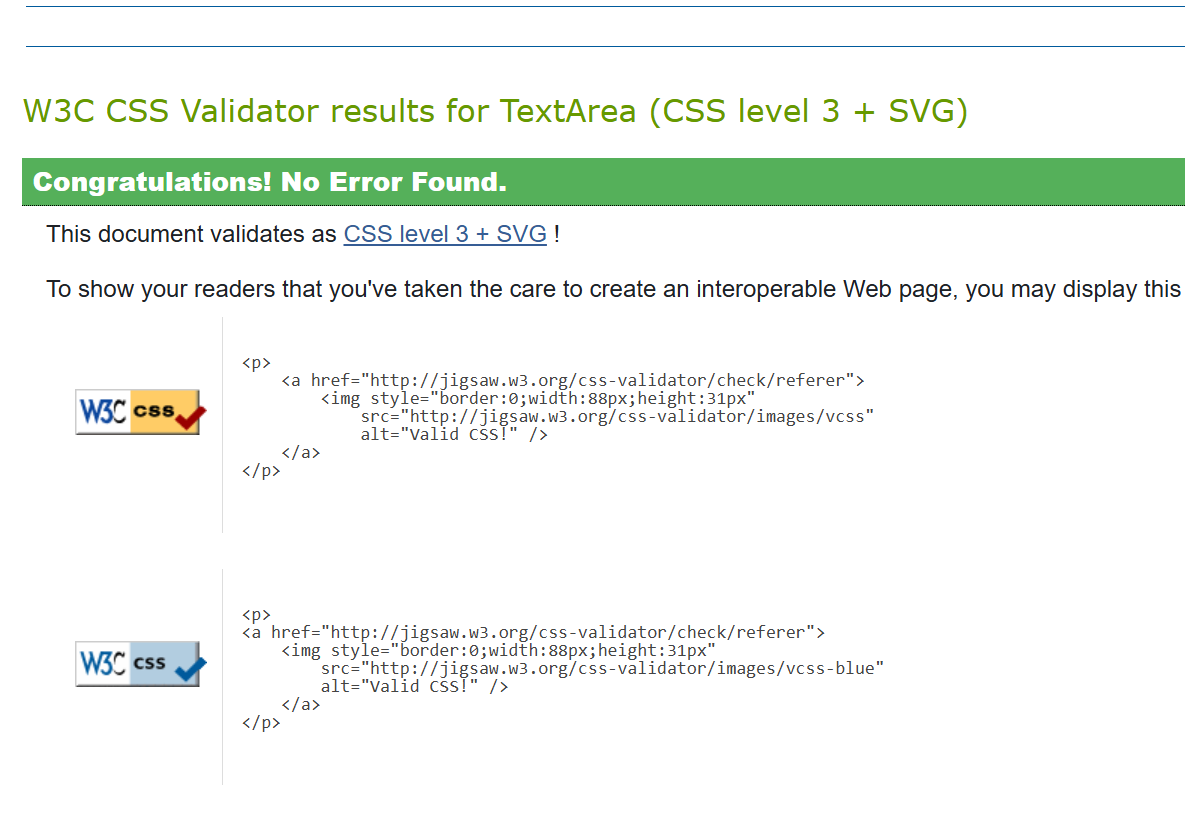 W3C CSS Validator results for TextArea (CSS level 3 + SVG)
Congratulations! No Error Found.
This document validates as CSS level 3 + SVG !
To show your readers that you've taken the care to create an interoperable Web page, you may display this
W3C css
<p>
    <a href="http://jigsaw.w3.org/css-validator/check/referer">
        <img style="border:0;width:88px;height:31px"
            src="http://jigsaw.w3.org/css-validator/images/vcss"
            alt="Valid CSS!" />
    </a>
</p>
W3C css
<p>
<a href="http://jigsaw.w3.org/css-validator/check/referer">
    <img style="border:0;width:88px;height:31px"
        src="http://jigsaw.w3.org/css-validator/images/vcss-blue"
        alt="Valid CSS!" />
    </a>
</p>